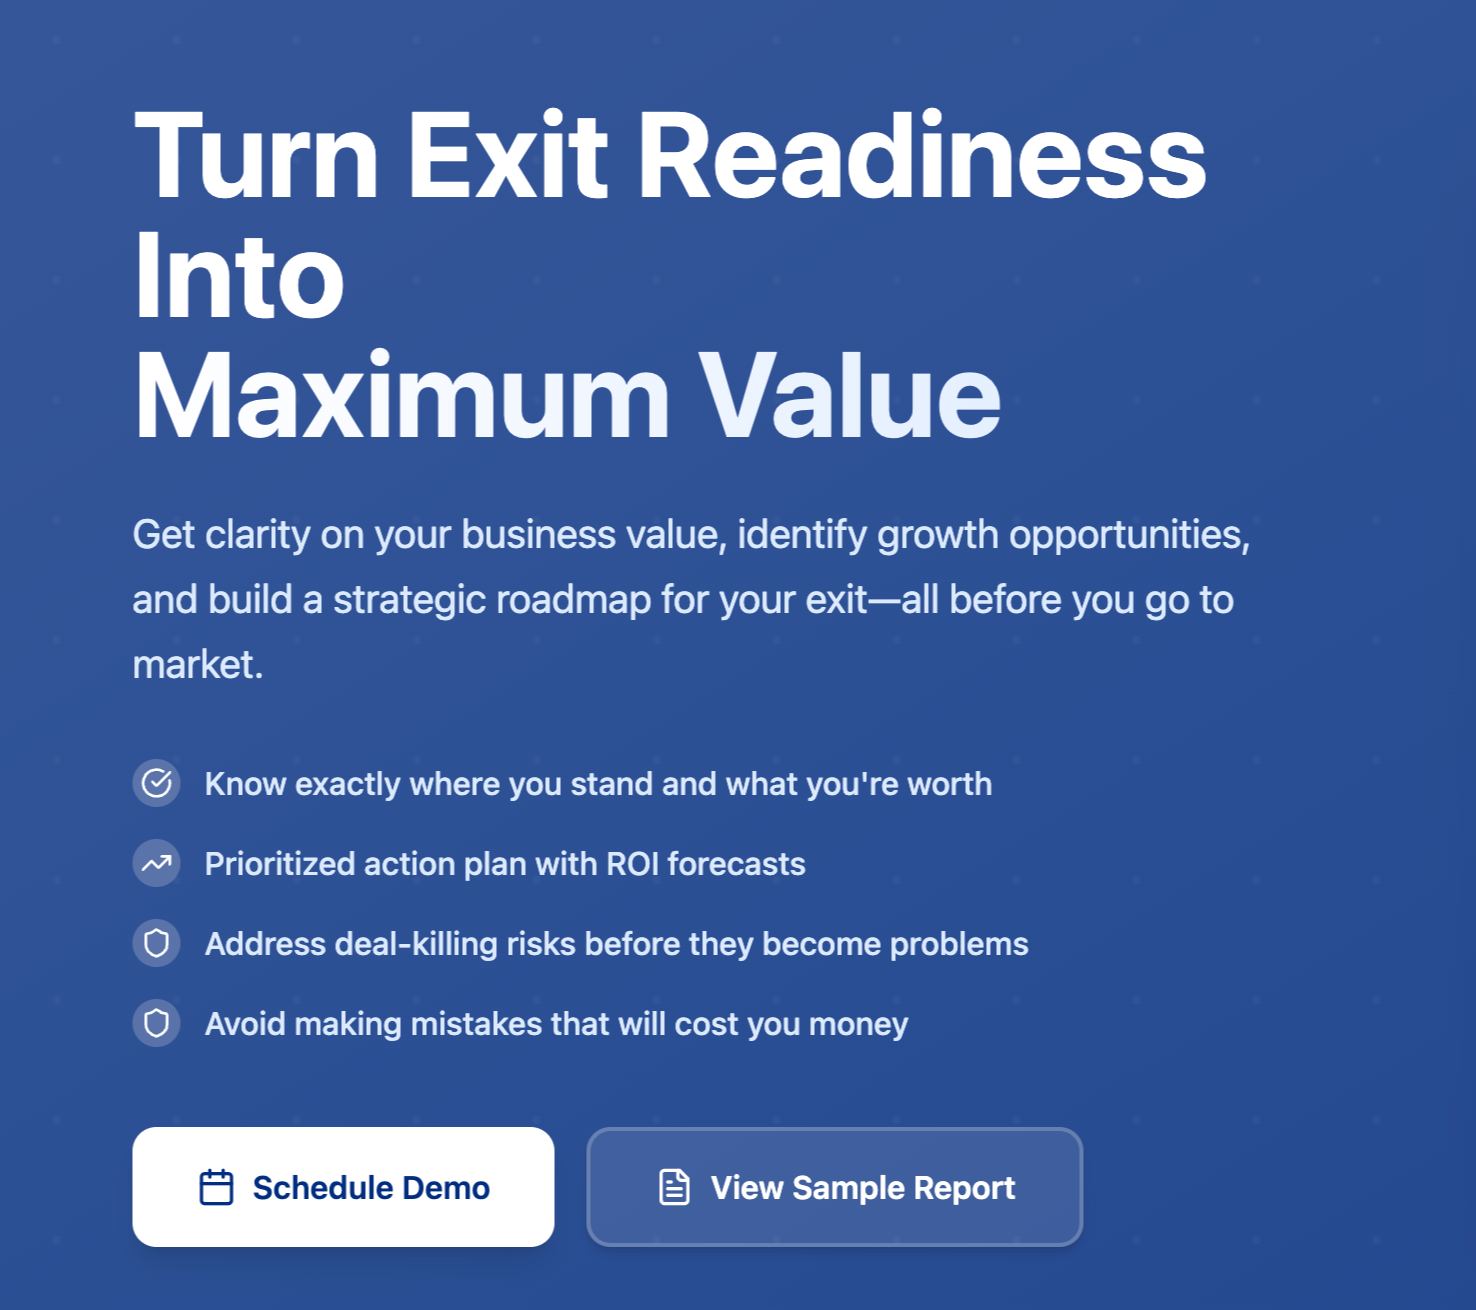 Turn Exit Readiness
Into
Maximum Value
Get clarity on your business value, identify growth opportunities,
and build a strategic roadmap for your exit—all before you go to
market.
Know exactly where you stand and what you're worth
Prioritized action plan with ROI forecasts
Address deal-killing risks before they become problems
Avoid making mistakes that will cost you money
Schedule Demo
View Sample Report